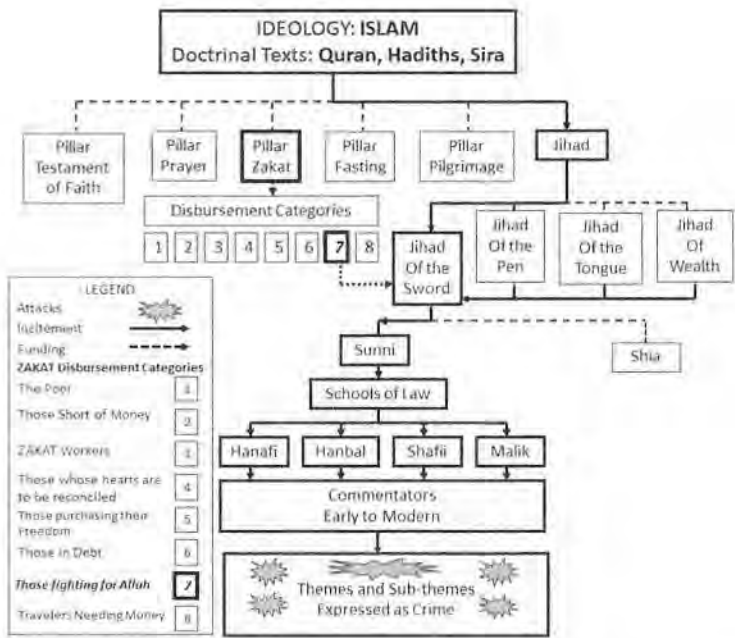 IDEOLOGY: ISLAM
Doctrinal Texts: Quran, Hadiths, Sira
Pillar
Testament
of Faith
Pillar
Prayer
Pillar
Zakat
Pillar
Fasting
Pillar
Pilgrimage
Jihad
Disbursement Categories
1 2 3 4 5 6 7 8
Jihad
Of the
Sword
Jihad
Of the
Pen
Jihad
Of the
Tongue
Jihad
Of
Wealth
Sunni
Shia
Schools of Law
Hanafi
Hanbal
Shafii
Malik
Commentators
Early to Modern
Themes and Sub-themes
Expressed as Crime
LEGEND
Attacks
Incitement
Funding
ZAKAT Disbursement Categories
The Poor 1
Those Short of Money 2
ZAKAT Workers 3
Those whose hearts are
to be reconciled 4
Those purchasing their
Freedom 5
Those in Debt 6
Those fighting for Allah 7
Travelers Needing Money 8